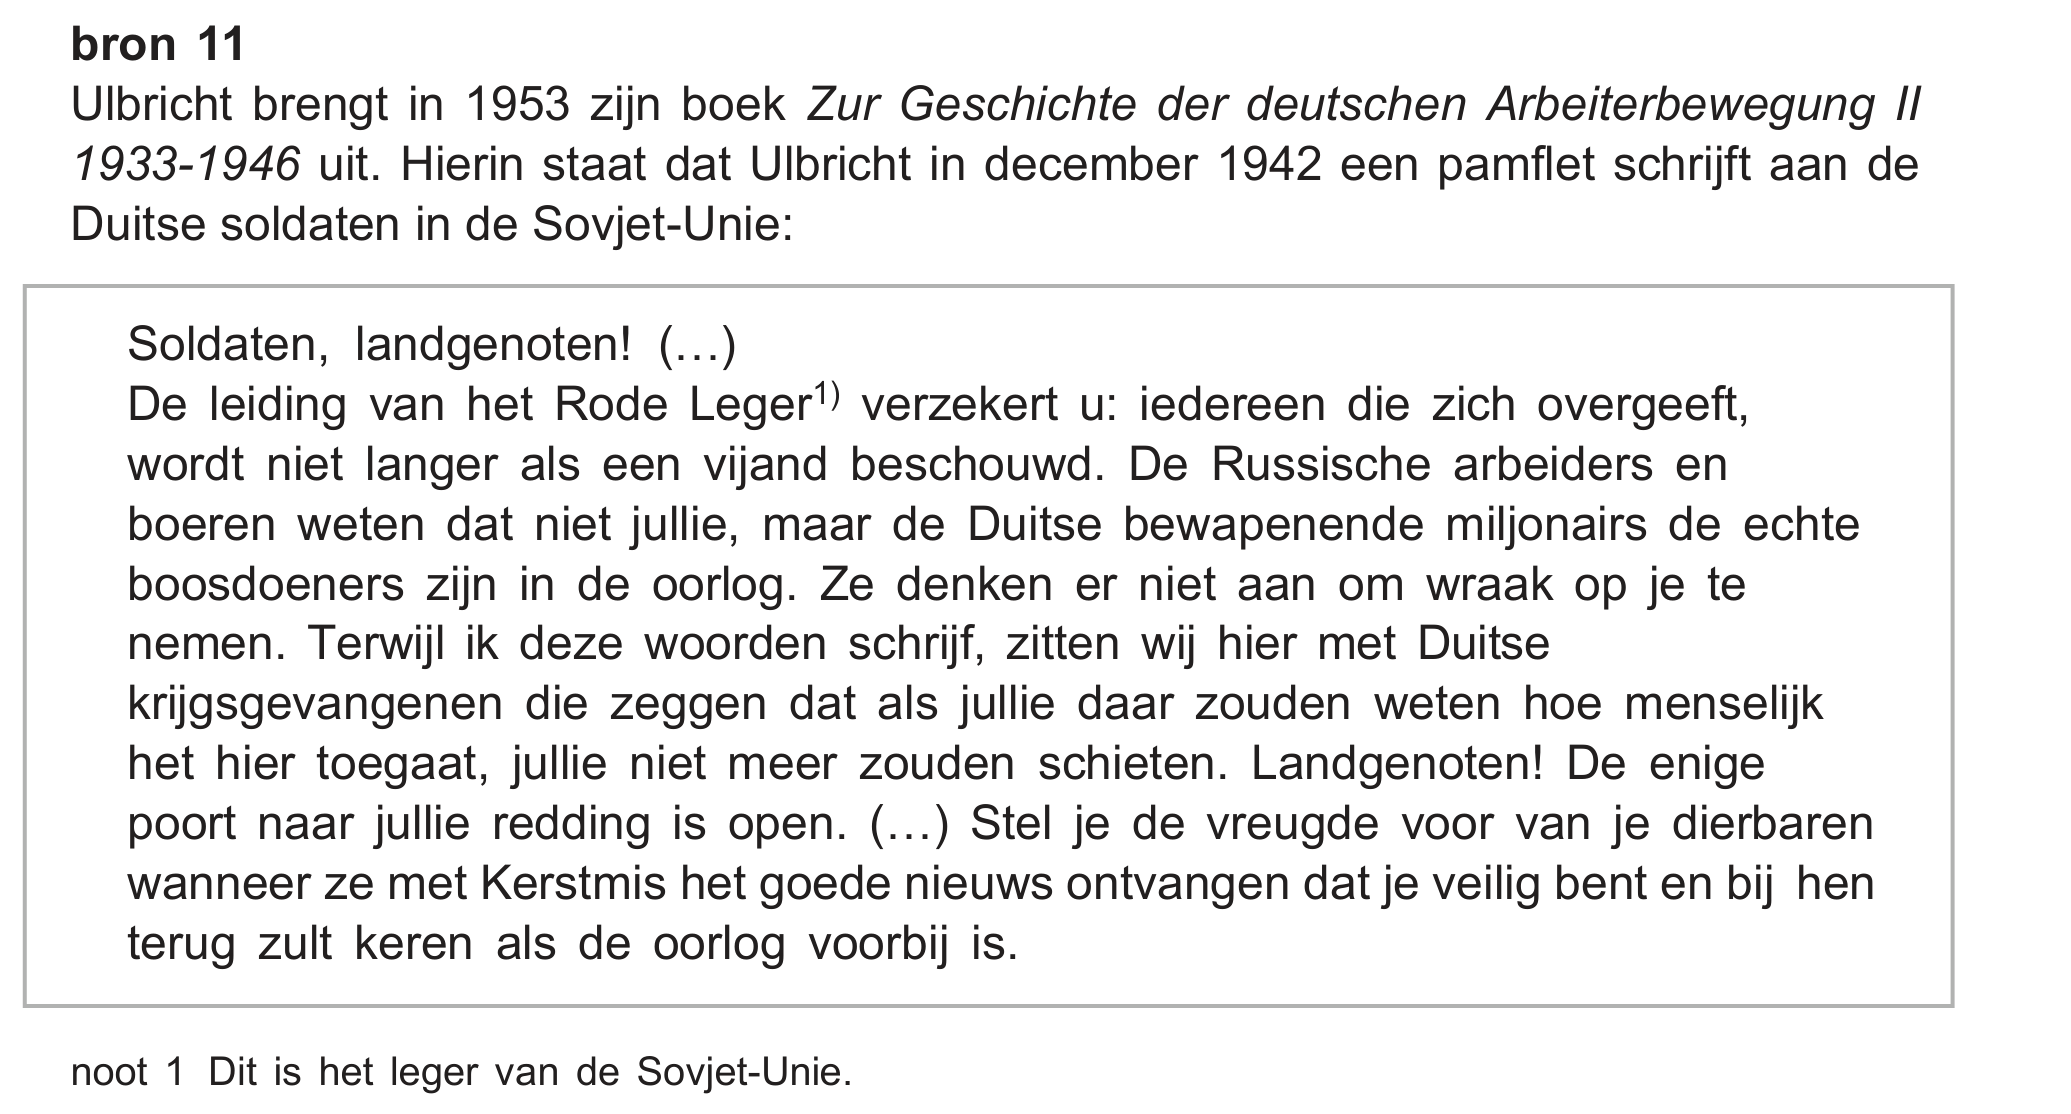 bron 11
Ulbricht brengt in 1953 zijn boek Zur Geschichte der deutschen Arbeiterbewegung II
1933-1946 uit. Hierin staat dat Ulbricht in december 1942 een pamflet schrijft aan de
Duitse soldaten in de Sovjet-Unie:
Soldaten, landgenoten! (…)
De leiding van het Rode Leger1) verzekert u: iedereen die zich overgeeft,
wordt niet langer als een vijand beschouwd. De Russische arbeiders en
boeren weten dat niet jullie, maar de Duitse bewapenende miljonairs de echte
boosdoeners zijn in de oorlog. Ze denken er niet aan om wraak op je te
nemen. Terwijl ik deze woorden schrijf, zitten wij hier met Duitse
krijgsgevangenen die zeggen dat als jullie daar zouden weten hoe menselijk
het hier toegaat, jullie niet meer zouden schieten. Landgenoten! De enige
poort naar jullie redding is open. (…) Stel je de vreugde voor van je dierbaren
wanneer ze met Kerstmis het goede nieuws ontvangen dat je veilig bent en bij hen
terug zult keren als de oorlog voorbij is.
noot 1 Dit is het leger van de Sovjet-Unie.